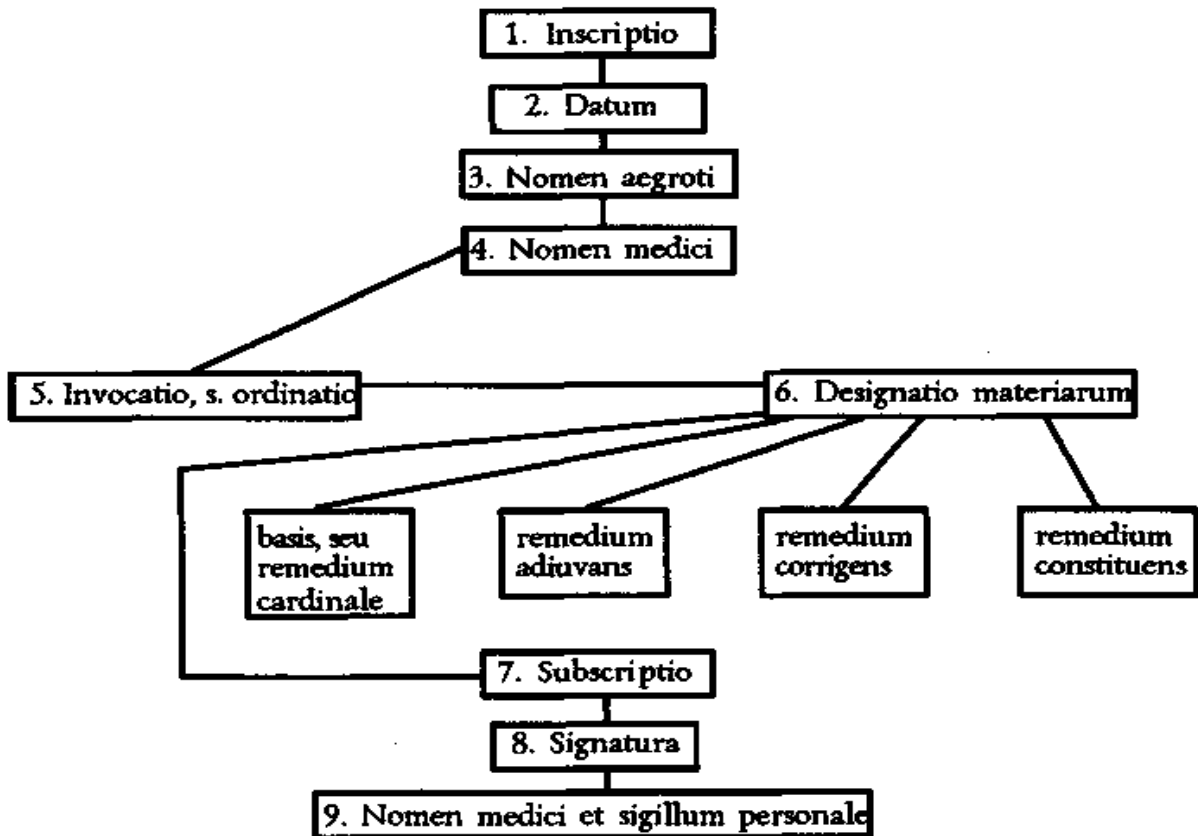 1. Inscriptio
2. Datum
3. Nomen aegroti
4. Nomen medici
5. Invocatio, s. ordinatio
6. Designatio materiarum
basis, seu
remedium
cardinale
remedium
adiuvans
remedium
corrigens
remedium
constituens
7. Subscriptio
8. Signatura
9. Nomen medici et sigillum personale